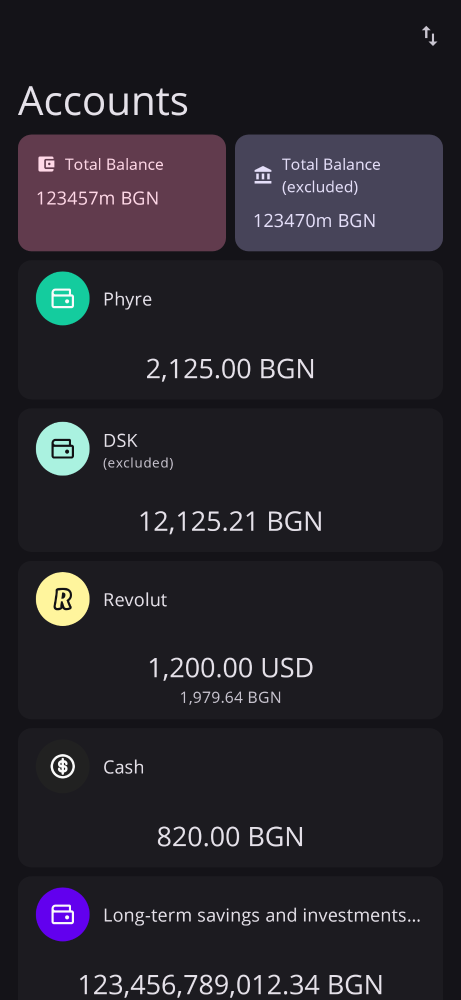 Accounts
Total Balance
123457m BGN
Total Balance
(excluded)
123470m BGN
Phyre
2,125.00 BGN
DSK
(excluded)
12,125.21 BGN
R
Revolut
1,200.00 USD
1,979.64 BGN
Cash
820.00 BGN
Long-term savings and investments...
123,456,789,012.34 BGN